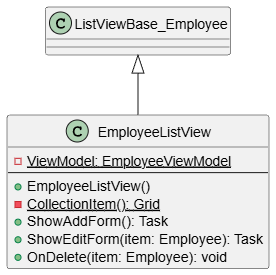 C ListViewBase_Employee
C EmployeeListView
ViewModel: EmployeeViewModel
EmployeeListView()
CollectionItem(): Grid
ShowAddForm(): Task
ShowEditForm(item: Employee): Task
OnDelete(item: Employee): void